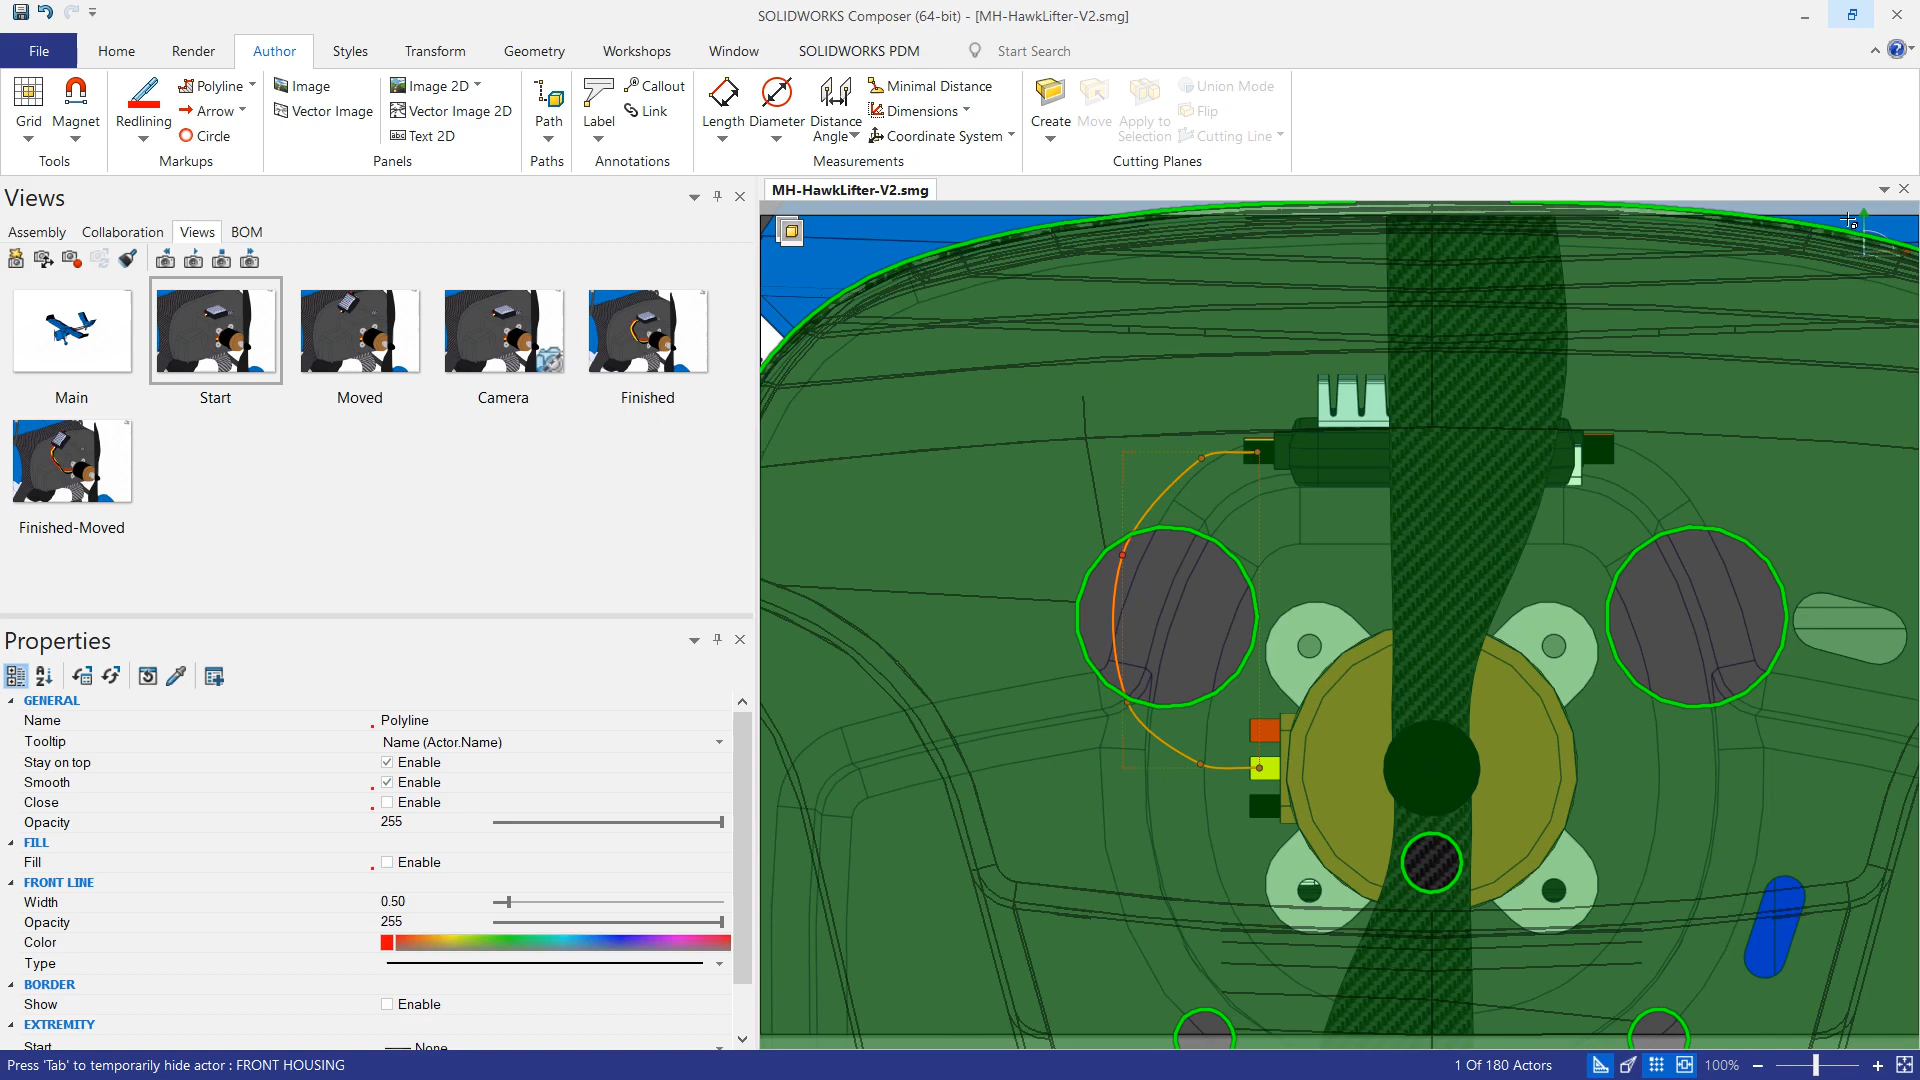 SOLIDWORKS Composer (64-bit) - [MH-HawkLifter-V2.smg]
File Home Render Author Styles Transform Geometry Workshops Window SOLIDWORKS PDM Start Search
Polyline Image Image 2D Callout Minimal Distance Union Mode
Arrow Vector Image Vector Image 2D Link Dimensions Flip
Grid Magnet Redlining Path Label Length Diameter Distance Angle Create Move Apply to Selection
Circle Text 2D Coordinate System Cutting Line
Tools Markups Panels Paths Annotations Measurements Cutting Planes
Views
MH-HawkLifter-V2.smg
Assembly Collaboration Views BOM
Main Start Moved Camera Finished
Finished-Moved
Properties
GENERAL
Name Polyline
Tooltip Name (Actor.Name)
Stay on top Enable
Smooth Enable
Close Enable
Opacity 255
FILL
Fill Enable
FRONT LINE
Width 0.50
Opacity 255
Color
Type
BORDER
Show Enable
EXTREMITY
Start None
Press 'Tab' to temporarily hide actor : FRONT HOUSING 1 Of 180 Actors 100%